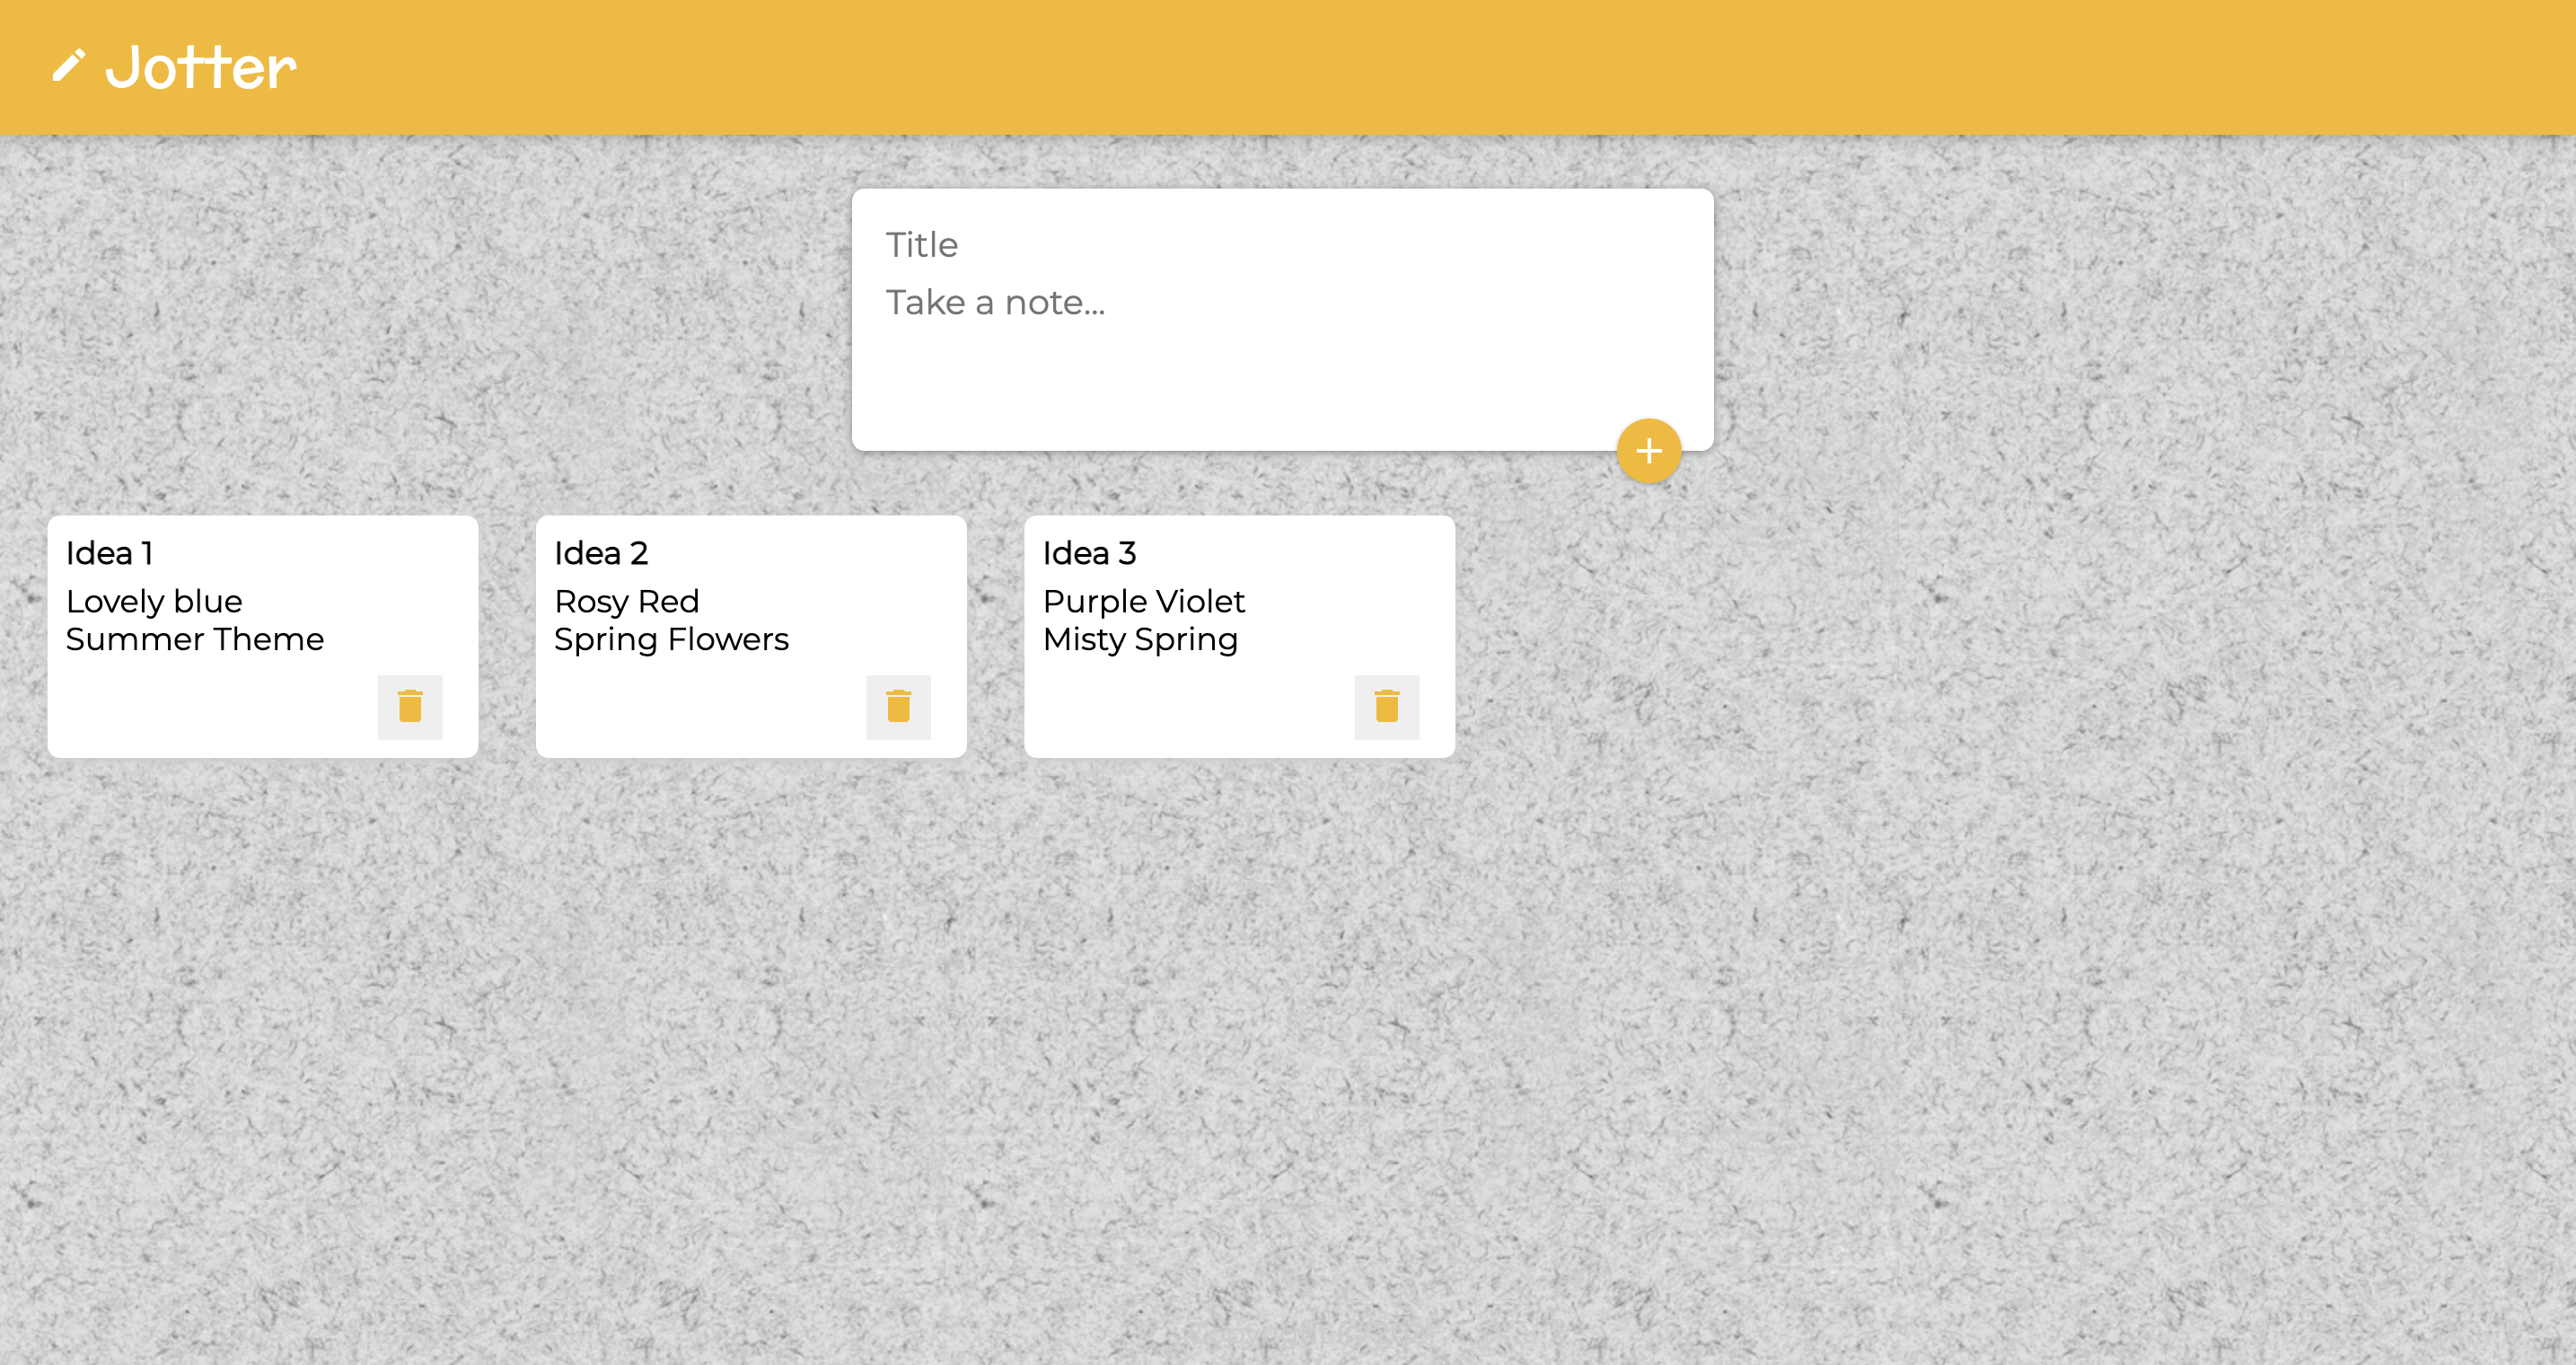 Jotter
Title
Take a note...
Idea 1
Lovely blue
Summer Theme
Idea 2
Rosy Red
Spring Flowers
Idea 3
Purple Violet
Misty Spring